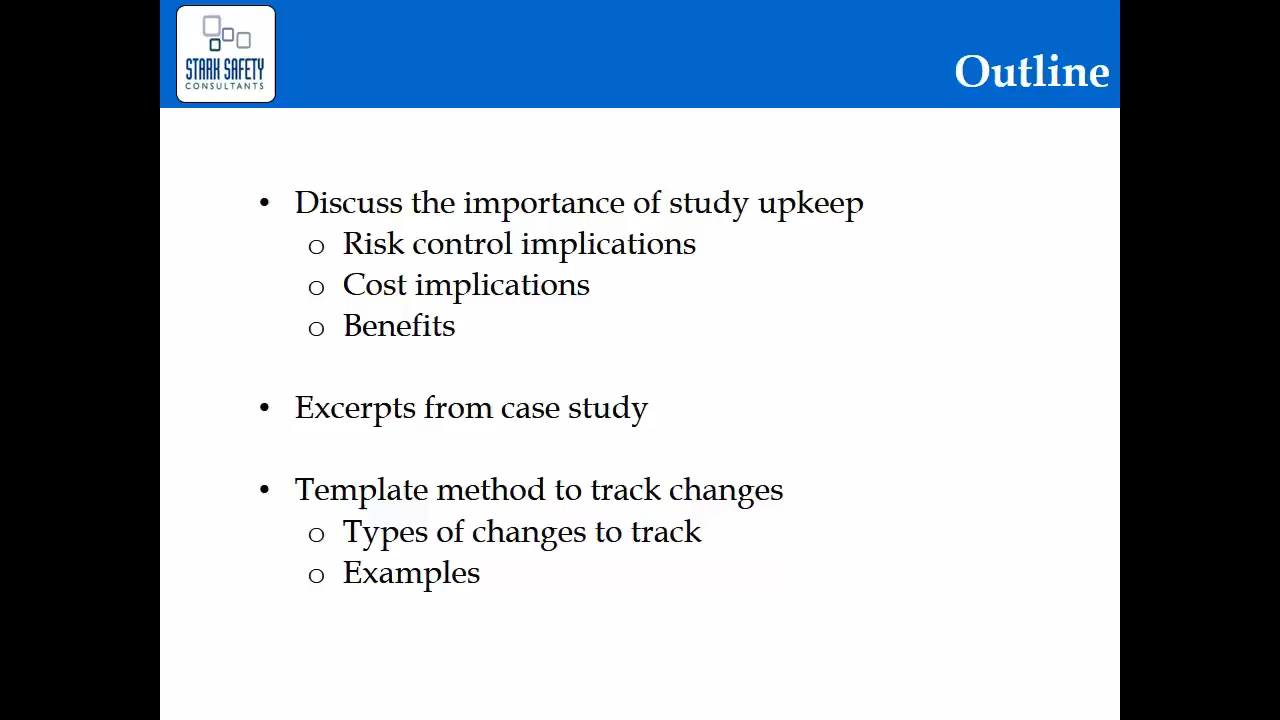 STARK SAFETY
CONSULTANTS
Outline
• Discuss the importance of study upkeep
o Risk control implications
o Cost implications
o Benefits
• Excerpts from case study
• Template method to track changes
o Types of changes to track
o Examples